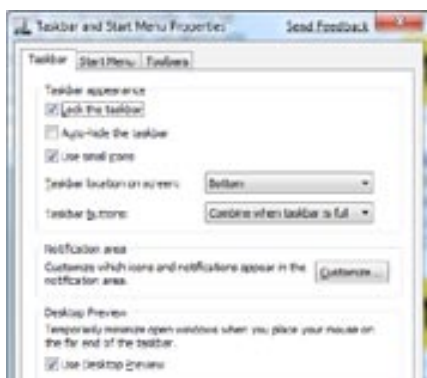 Taskbar and Start Menu Properties
Send Feedback
Taskbar
Start Menu
Toolbars
Taskbar appearance
Lock the taskbar
Auto-hide the taskbar
Use small icons
Taskbar location on screen:
Bottom
Taskbar buttons:
Combine when taskbar is full
Notification area
Customize which icons and notifications appear in the
notification area.
Customize...
Desktop Preview
Temporarily minimize open windows when you place your mouse on
the far end of the taskbar.
Use Desktop Preview